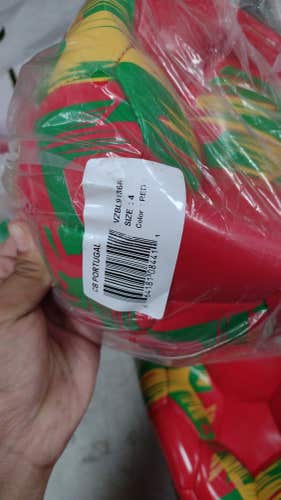 VZBL9136A
SIZE : 4
Color : RED
CB PORTUGAL